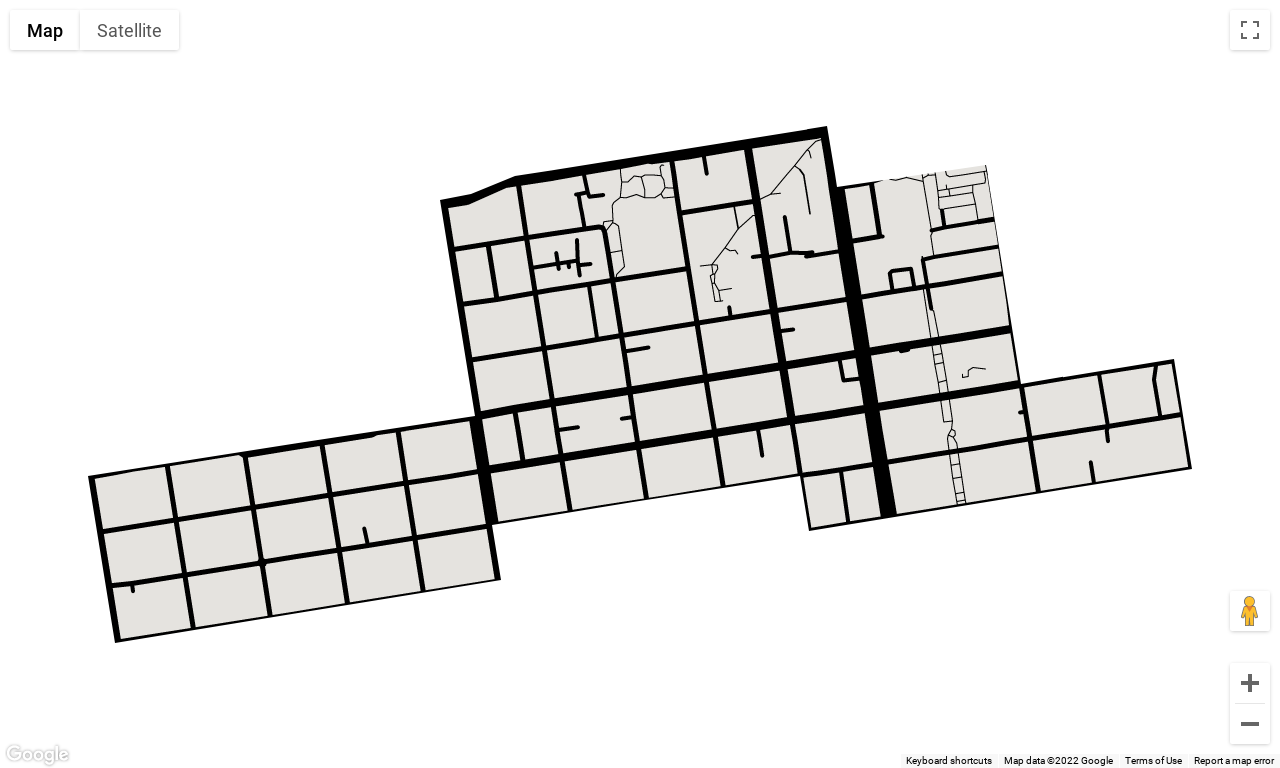 Map Satellite
Google
Keyboard shortcuts Map data ©2022 Google Terms of Use Report a map error